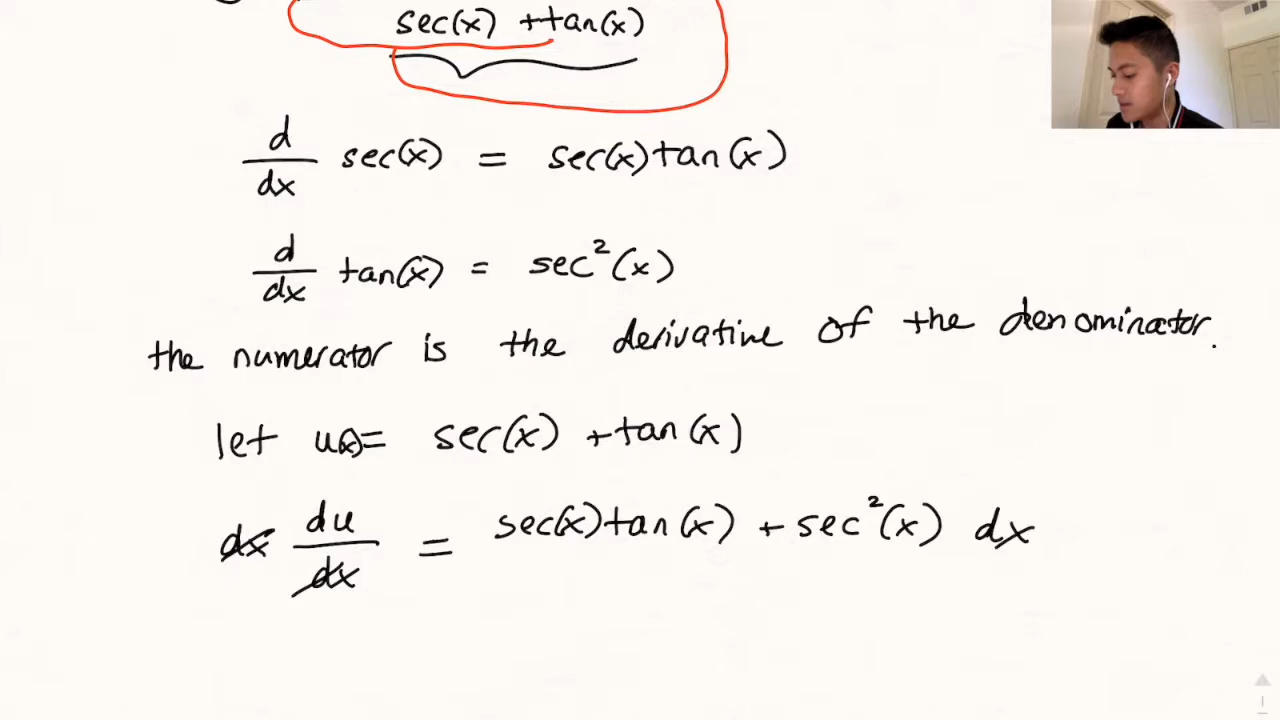 sec(x) + tan(x)
d/dx sec(x) = sec(x)tan(x)
d/dx tan(x) = sec²(x)
the numerator is the derivative of the denominator.
let u(x) = sec(x) + tan(x)
dx du/dx = sec(x)tan(x) + sec²(x) dx